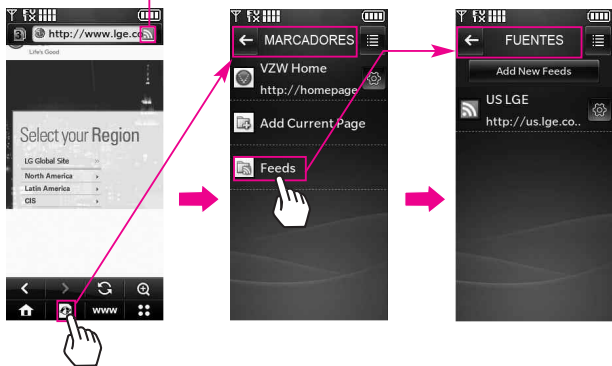 http://www.lge.co
Life's Good
Select your Region
LG Global Site
North America
Latin America
CIS
www
MARCADORES
VZW Home
http://homepage
Add Current Page
Feeds
FUENTES
Add New Feeds
US LGE
http://us.lge.co..